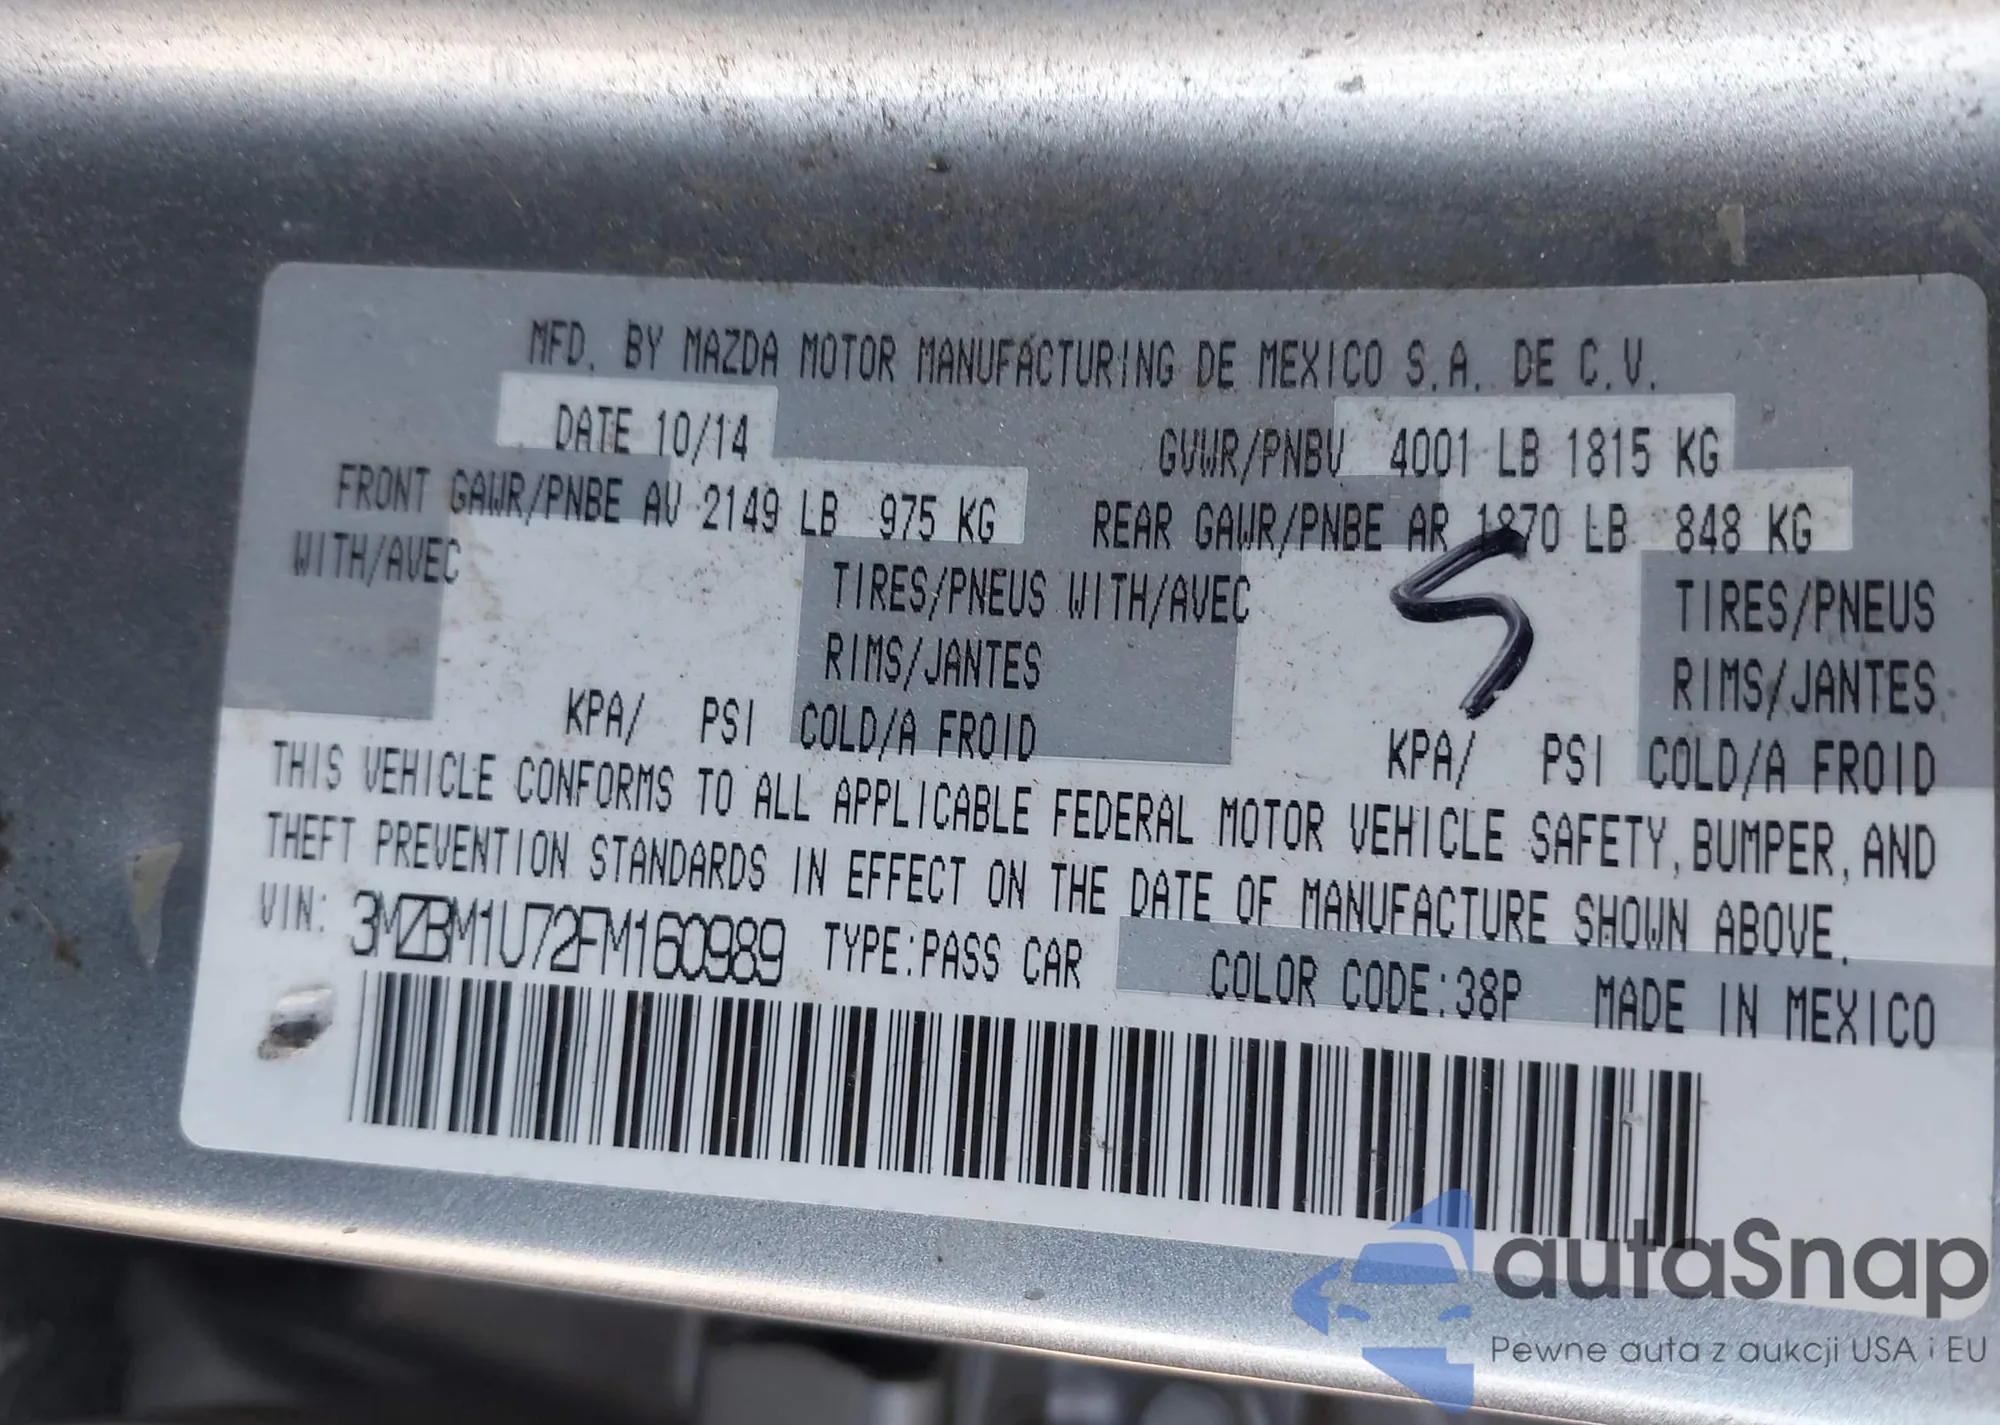 MFD. BY MAZDA MOTOR MANUFACTURING DE MEXICO S.A. DE C.V.
DATE 10/14 GVWR/PNBV 4001 LB 1815 KG
FRONT GAWR/PNBE AV 2149 LB 975 KG REAR GAWR/PNBE AR 1870 LB 848 KG
WITH/AVEC TIRES/PNEUS WITH/AVEC TIRES/PNEUS
RIMS/JANTES RIMS/JANTES
KPA/ PSI COLD/A FROID KPA/ PSI COLD/A FROID
5
THIS VEHICLE CONFORMS TO ALL APPLICABLE FEDERAL MOTOR VEHICLE SAFETY, BUMPER, AND
THEFT PREVENTION STANDARDS IN EFFECT ON THE DATE OF MANUFACTURE SHOWN ABOVE.
VIN: 3MZBM1U72FM160989 TYPE:PASS CAR COLOR CODE:38P MADE IN MEXICO
autaSnap
Pewne auta z aukcji USA i EU